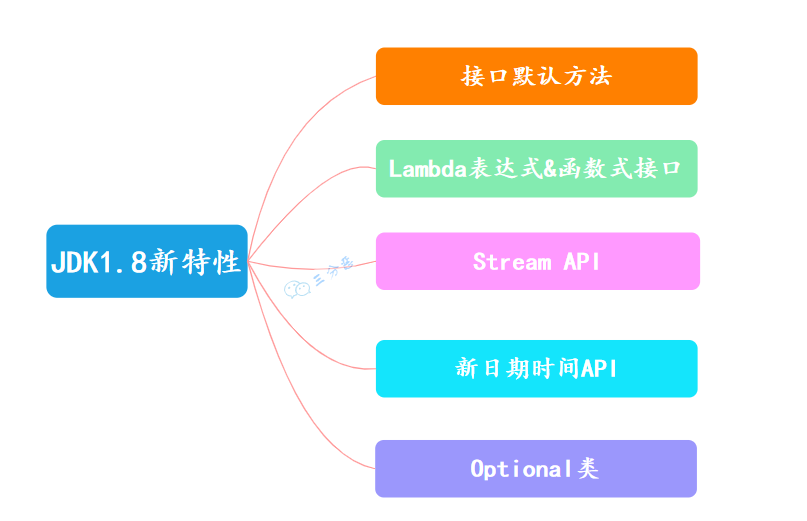 接口默认方法
Lambda表达式&函数式接口
JDK1.8新特性
Stream API
三分恶
新日期时间API
Optional类